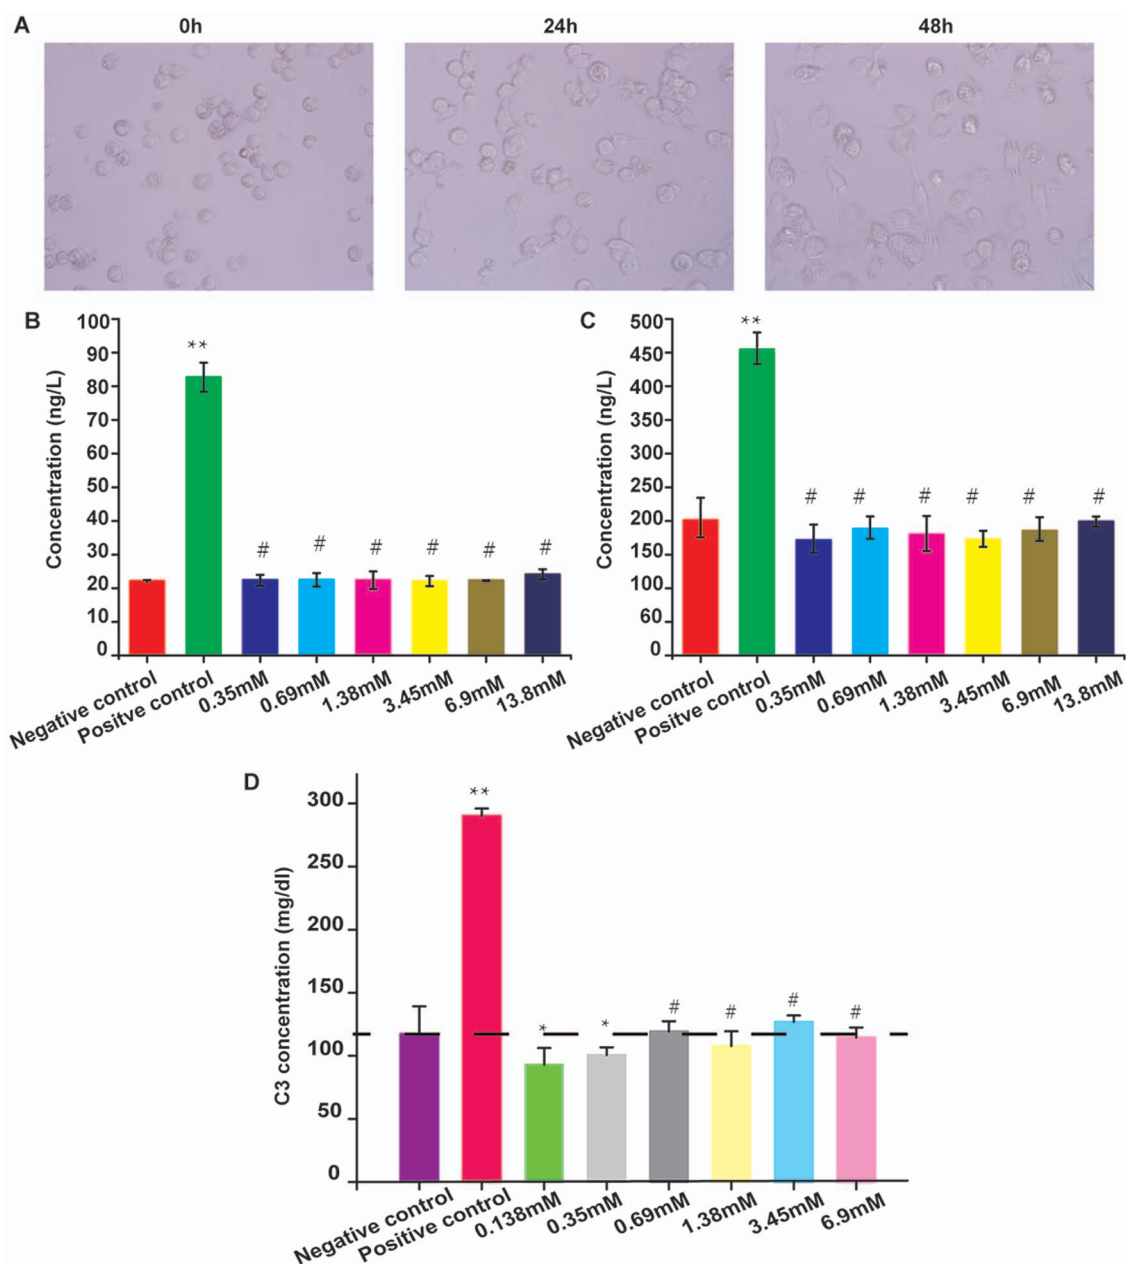 A
0h
24h
48h
B
Concentration (ng/L)
100
90
80
70
60
50
40
30
20
10
0
**
#
#
#
#
#
#
Negative control
Positve control
0.35mM
0.69mM
1.38mM
3.45mM
6.9mM
13.8mM
C
Concentration (ng/L)
500
450
400
350
300
250
200
150
100
60
0
**
#
#
#
#
#
#
Negative control
Positve control
0.35mM
0.69mM
1.38mM
3.45mM
6.9mM
13.8mM
D
C3 concentration (mg/dl)
300
250
200
150
100
50
0
**
*
*
#
#
#
#
Negative control
Positive control
0.138mM
0.35mM
0.69mM
1.38mM
3.45mM
6.9mM